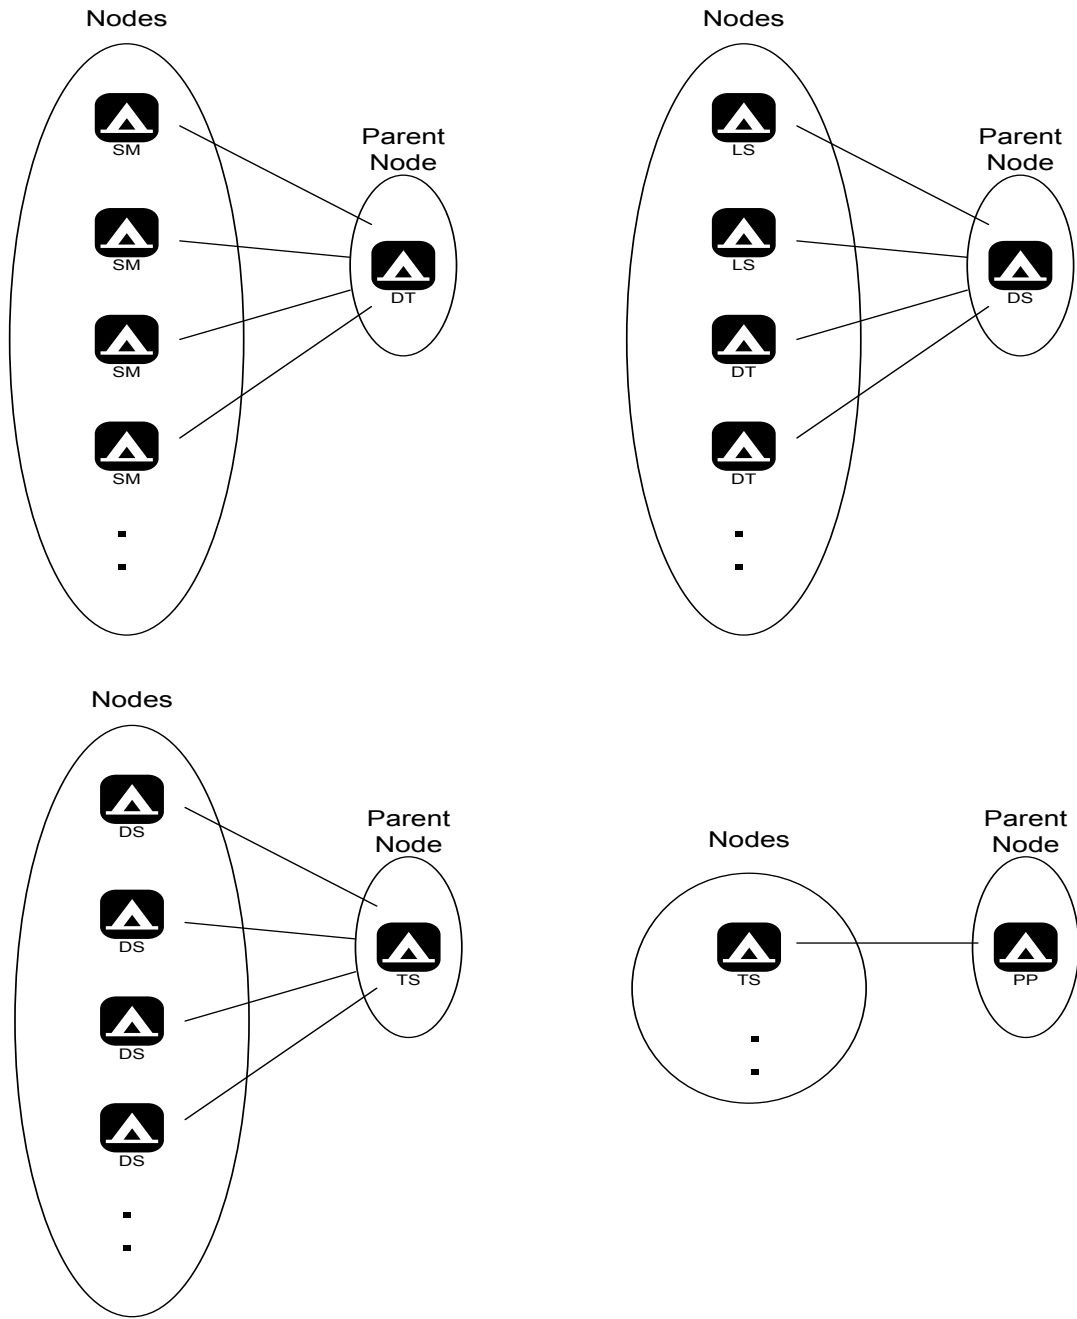 Nodes
SM
SM
SM
SM
Parent
Node
DT
Nodes
LS
LS
DT
DT
Parent
Node
DS
Nodes
DS
DS
DS
DS
Parent
Node
TS
Nodes
TS
Parent
Node
PP